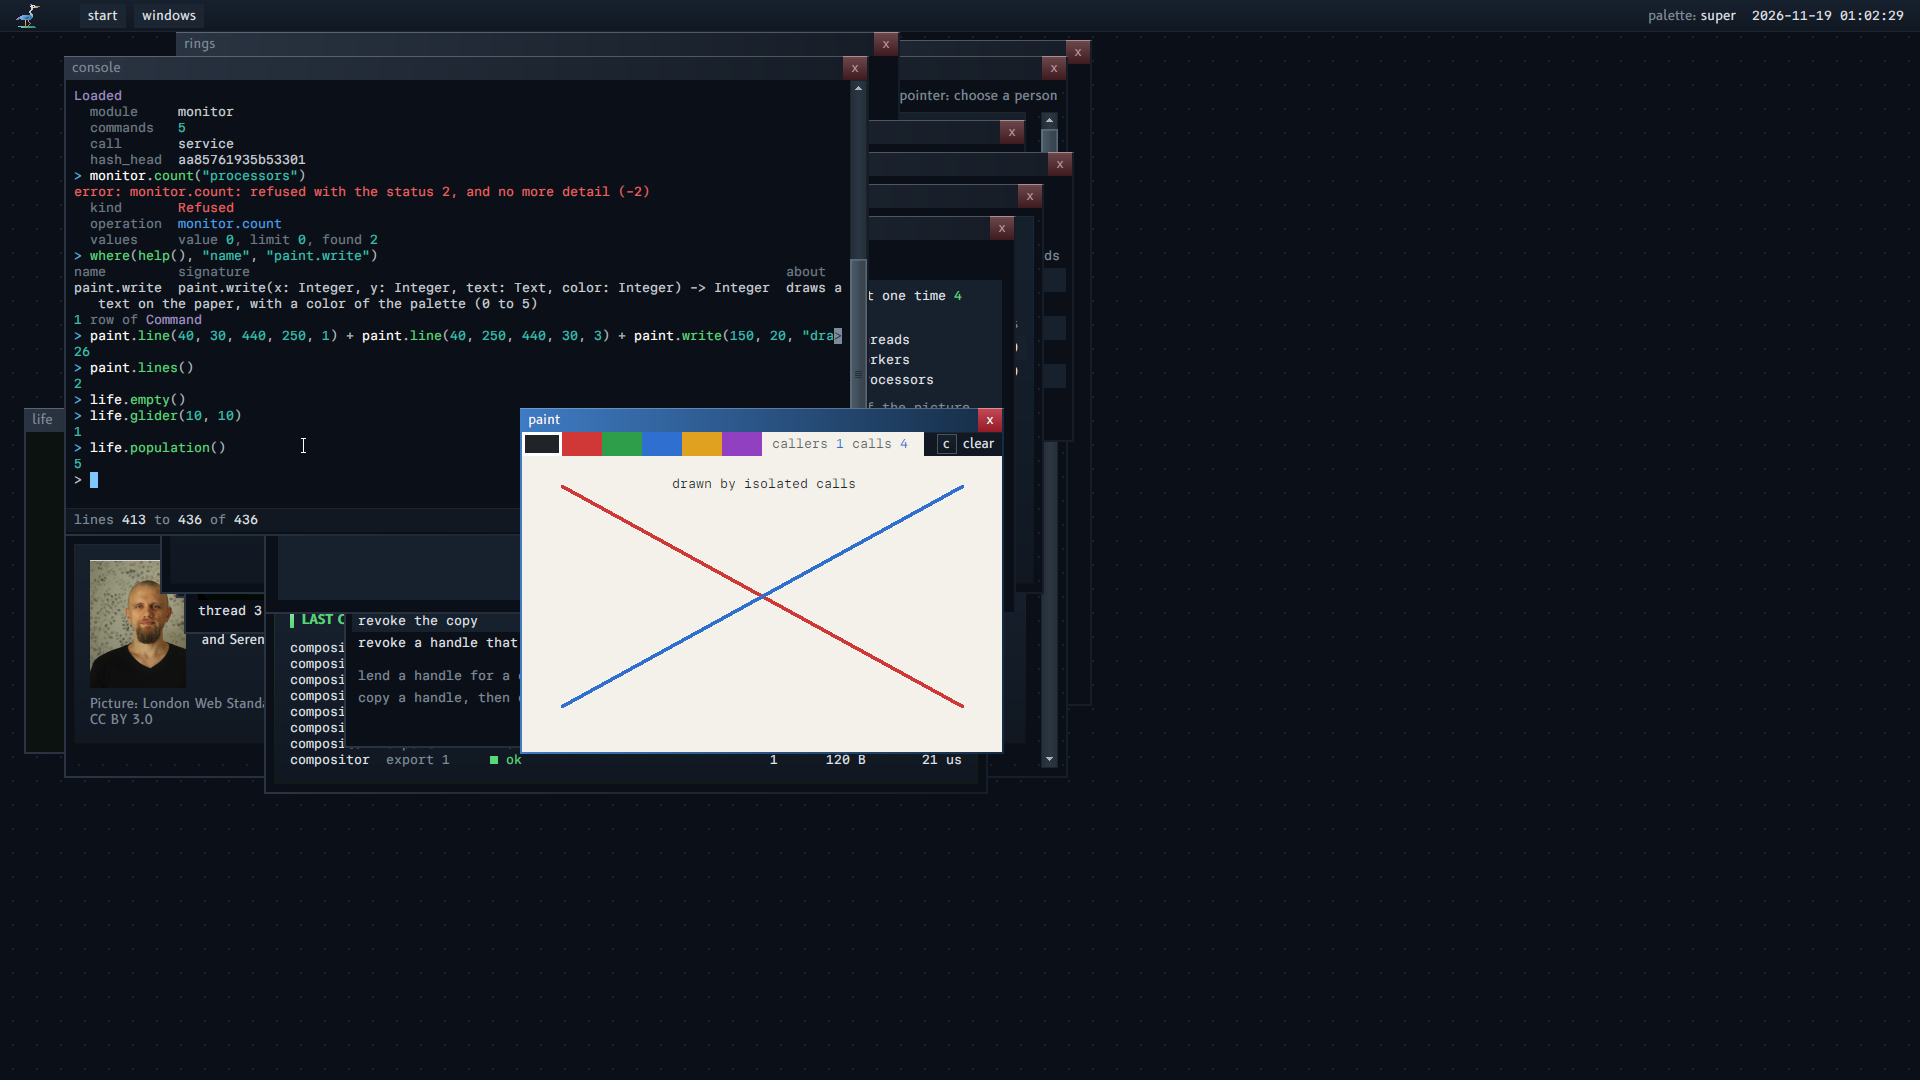 start windows palette: super 2026-11-19 01:02:29
rings x
x
console x
x
Loaded
pointer: choose a person
module monitor
commands 5
call service
hash_head aa85761935b53301
> monitor.count("processors")
error: monitor.count: refused with the status 2, and no more detail (-2)
kind Refused
operation monitor.count
values value 0, limit 0, found 2
> where(help(), "name", "paint.write")
name signature about
paint.write paint.write(x: Integer, y: Integer, text: Text, color: Integer) -> Integer draws a
text on the paper, with a color of the palette (0 to 5)
1 row of Command
> paint.line(40, 30, 440, 250, 1) + paint.line(40, 250, 440, 30, 3) + paint.write(150, 20, "dra>
26
> paint.lines()
2
> life.empty()
> life.glider(10, 10)
1
> life.population()
5
>
lines 413 to 436 of 436
x
x
x
x
ds
t one time 4
reads
rkers
ocessors
f the picture
life
paint x
callers 1 calls 4 c clear
drawn by isolated calls
thread 3
and Seren
Picture: London Web Standa
CC BY 3.0
LAST C
composi
composi
composi
composi
composi
composi
composi
compositor export 1 ok 1 120 B 21 us
revoke the copy
revoke a handle that
lend a handle for a
copy a handle, then